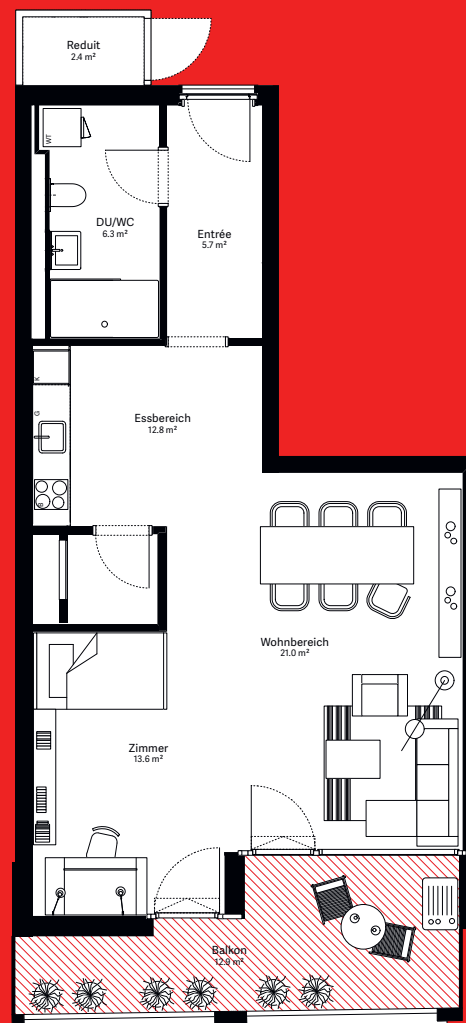 Reduit
2.4 m²
WT
DU/WC
6.3 m²
Entrée
5.7 m²
K
G
Essbereich
12.8 m²
Wohnbereich
21.0 m²
Zimmer
13.6 m²
Balkon
12.9 m²